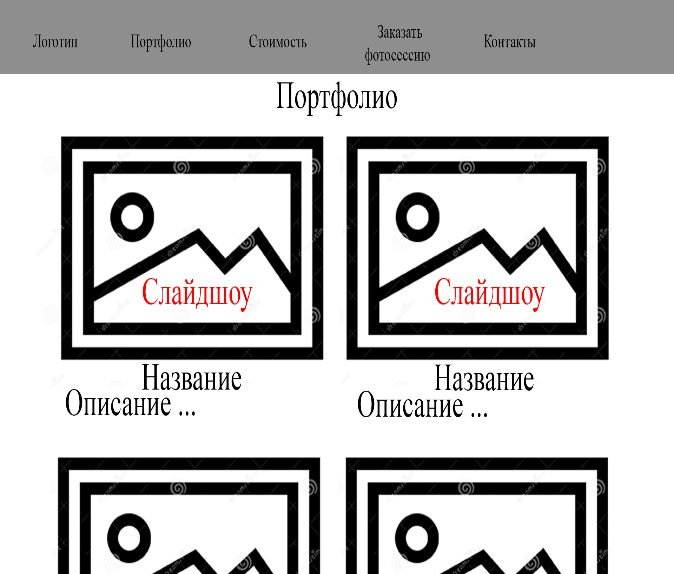 Логотип Портфолио Стоимость Заказать фотосессию Контакты
Портфолио
Слайдшоу Слайдшоу
Название Название
Описание ... Описание ...